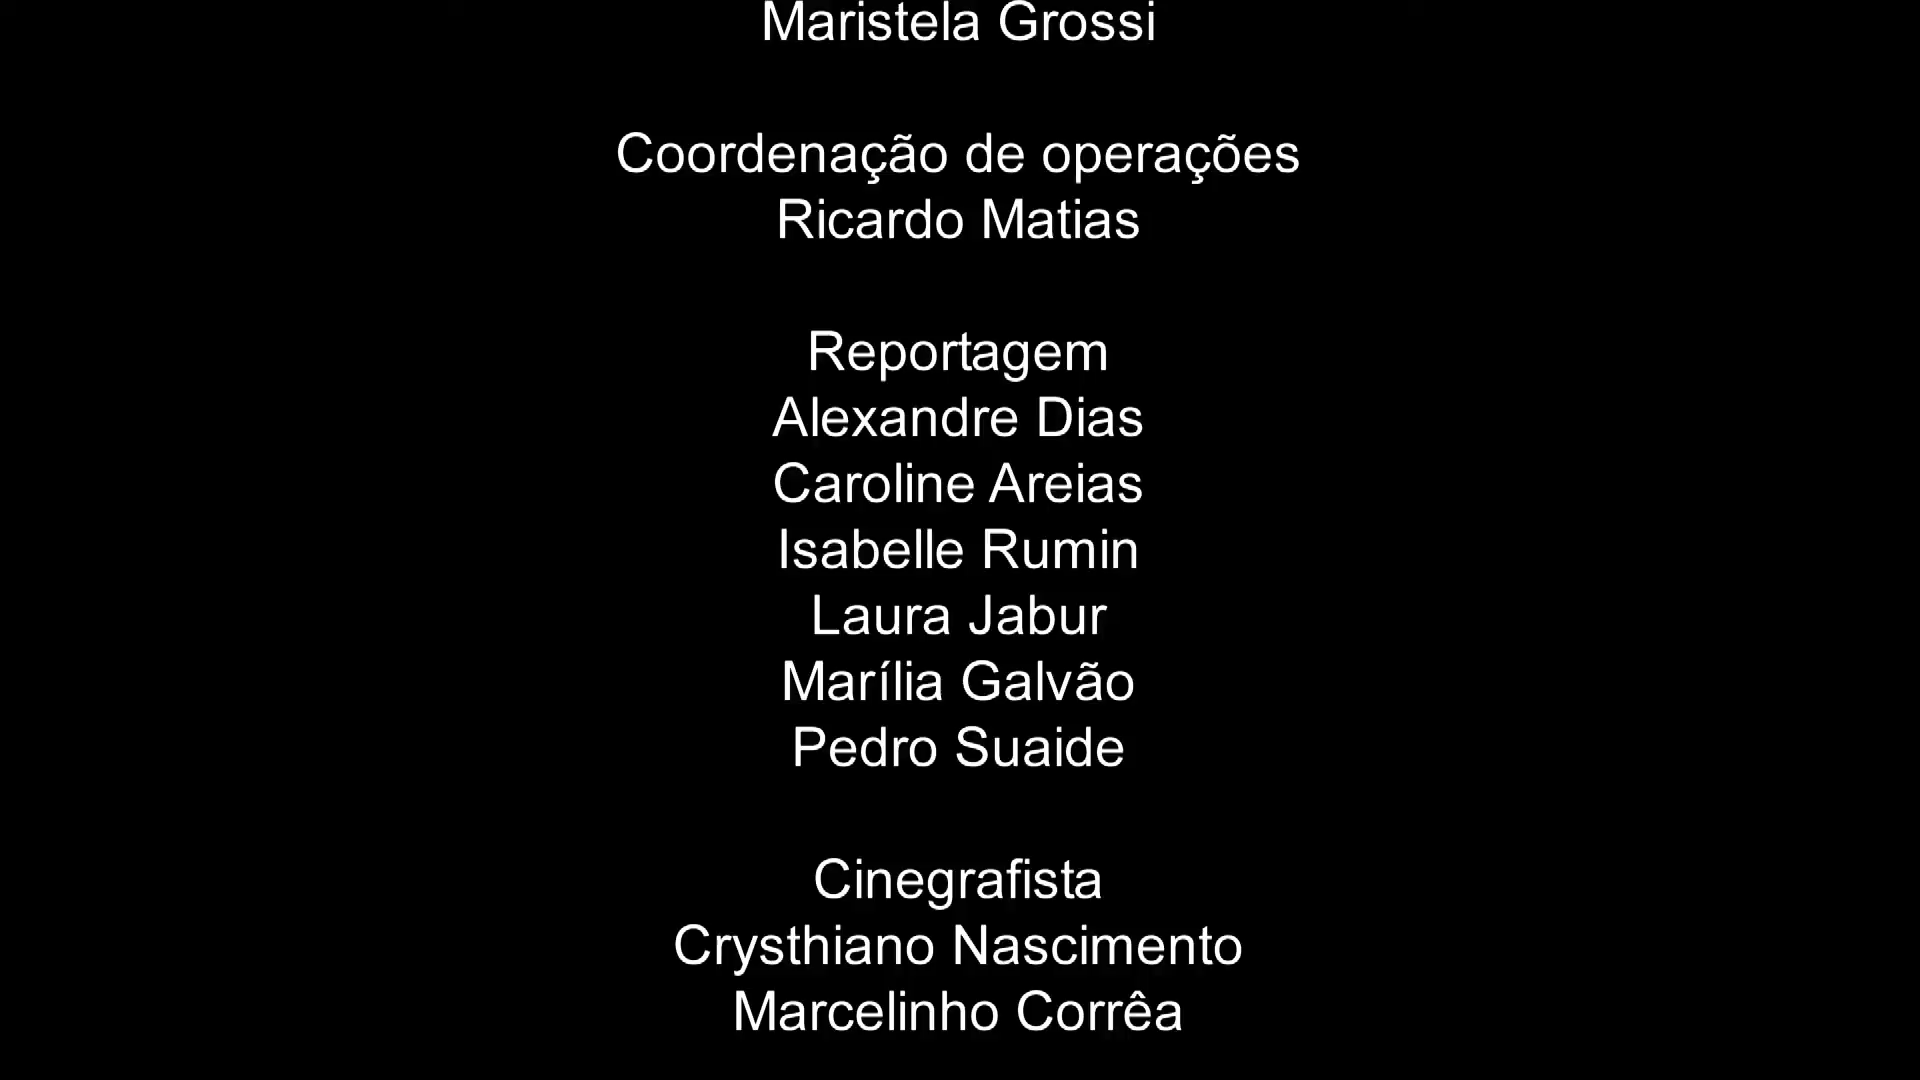 Maristela Grossi
Coordenação de operações
Ricardo Matias
Reportagem
Alexandre Dias
Caroline Areias
Isabelle Rumin
Laura Jabur
Marília Galvão
Pedro Suaide
Cinegrafista
Crysthiano Nascimento
Marcelinho Corrêa